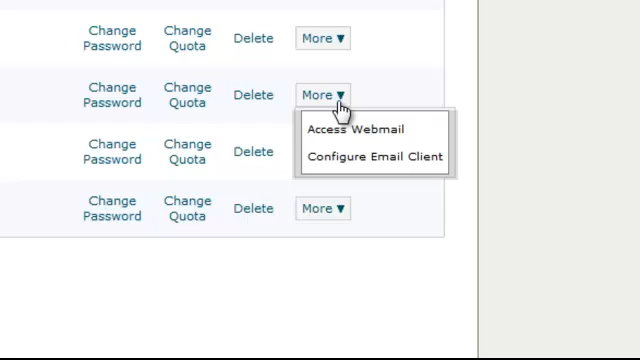 Change Password Change Quota Delete More ▼
Change Password Change Quota Delete More ▼
Access Webmail
Configure Email Client
Change Password Change Quota Delete
Change Password Change Quota Delete More ▼